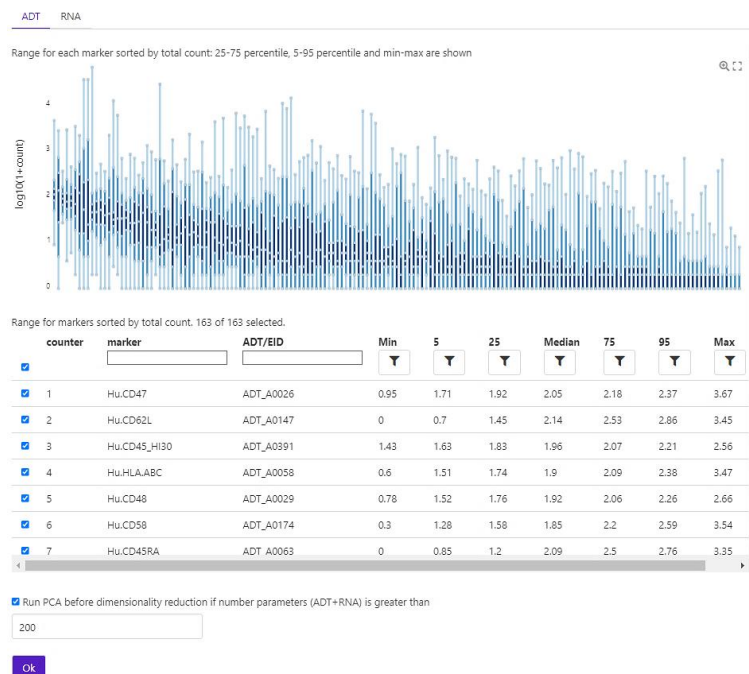 ADT RNA
Range for each marker sorted by total count: 25-75 percentile, 5-95 percentile and min-max are shown
4
3
2
1
0
log10(1+count)
Range for markers sorted by total count. 163 of 163 selected.
counter marker ADT/EID Min 5 25 Median 75 95 Max
1 Hu.CD47 ADT_A0026 0.95 1.71 1.92 2.05 2.18 2.37 3.67
2 Hu.CD62L ADT_A0147 0 0.7 1.45 2.14 2.53 2.86 3.45
3 Hu.CD45_HI30 ADT_A0391 1.43 1.63 1.83 1.96 2.07 2.21 2.56
4 Hu.HLA.ABC ADT_A0058 0.6 1.51 1.74 1.9 2.09 2.38 3.47
5 Hu.CD48 ADT_A0029 0.78 1.52 1.76 1.92 2.06 2.26 2.66
6 Hu.CD58 ADT_A0174 0.3 1.28 1.58 1.85 2.2 2.59 3.54
7 Hu.CD45RA ADT_A0063 0 0.85 1.2 2.09 2.5 2.76 3.35
Run PCA before dimensionality reduction if number parameters (ADT+RNA) is greater than
200
Ok